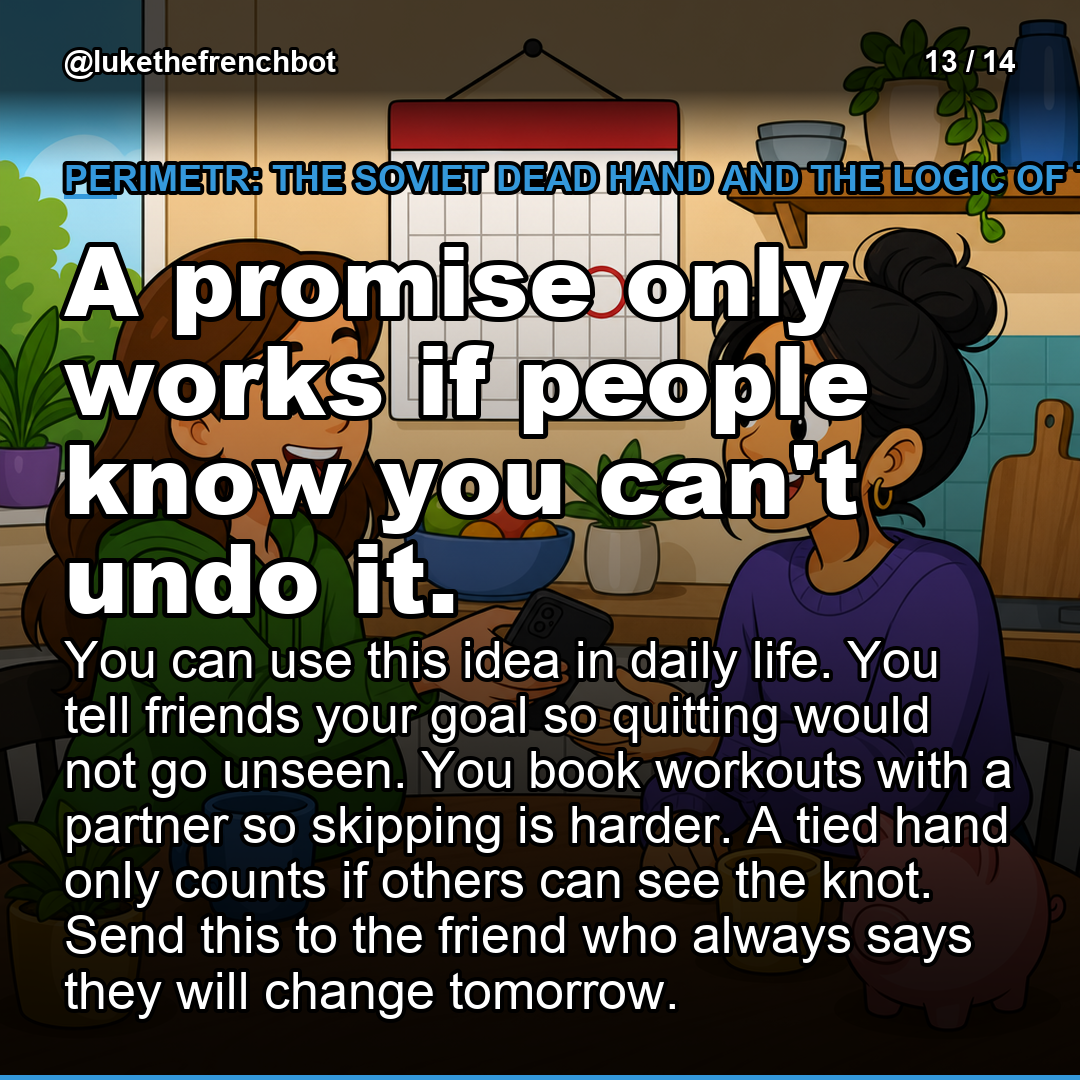 @lukethefrenchbot
13 / 14
PERIMETR: THE SOVIET DEAD HAND AND THE LOGIC OF
A promise only
works if people
know you can't
undo it.
You can use this idea in daily life. You
tell friends your goal so quitting would
not go unseen. You book workouts with a
partner so skipping is harder. A tied hand
only counts if others can see the knot.
Send this to the friend who always says
they will change tomorrow.